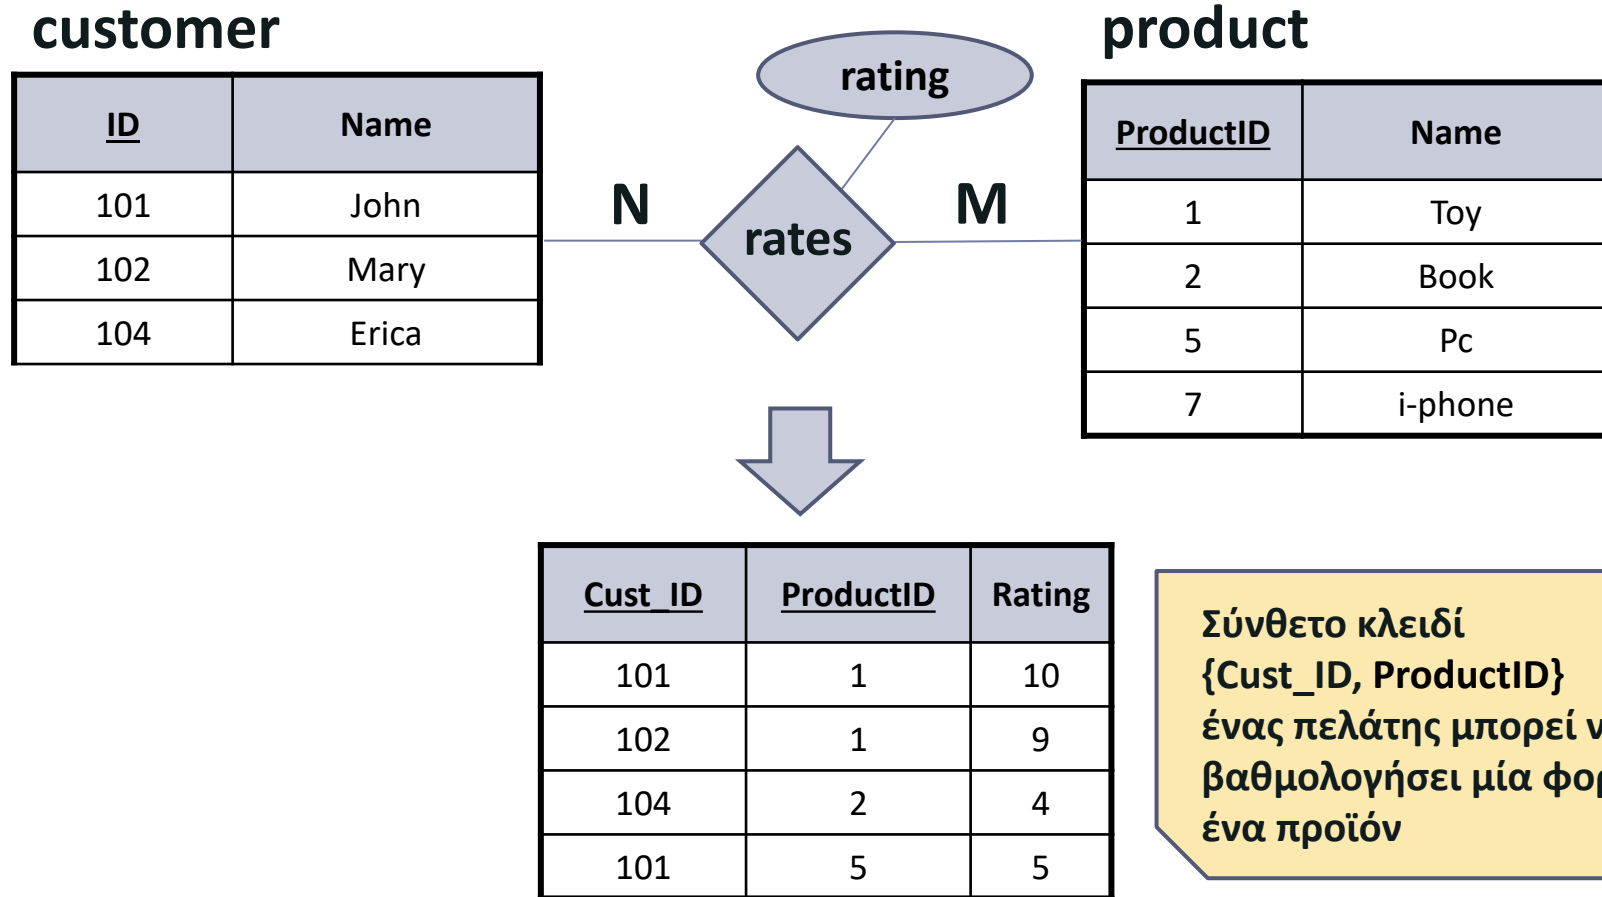 customer
product
rating
ID Name
101 John
102 Mary
104 Erica
N
rates
M
ProductID Name
1 Toy
2 Book
5 Pc
7 i-phone
Cust_ID ProductID Rating
101 1 10
102 1 9
104 2 4
101 5 5
Σύνθετο κλειδί
{Cust_ID, ProductID}
ένας πελάτης μπορεί
βαθμολογήσει μία
ένα προϊόν